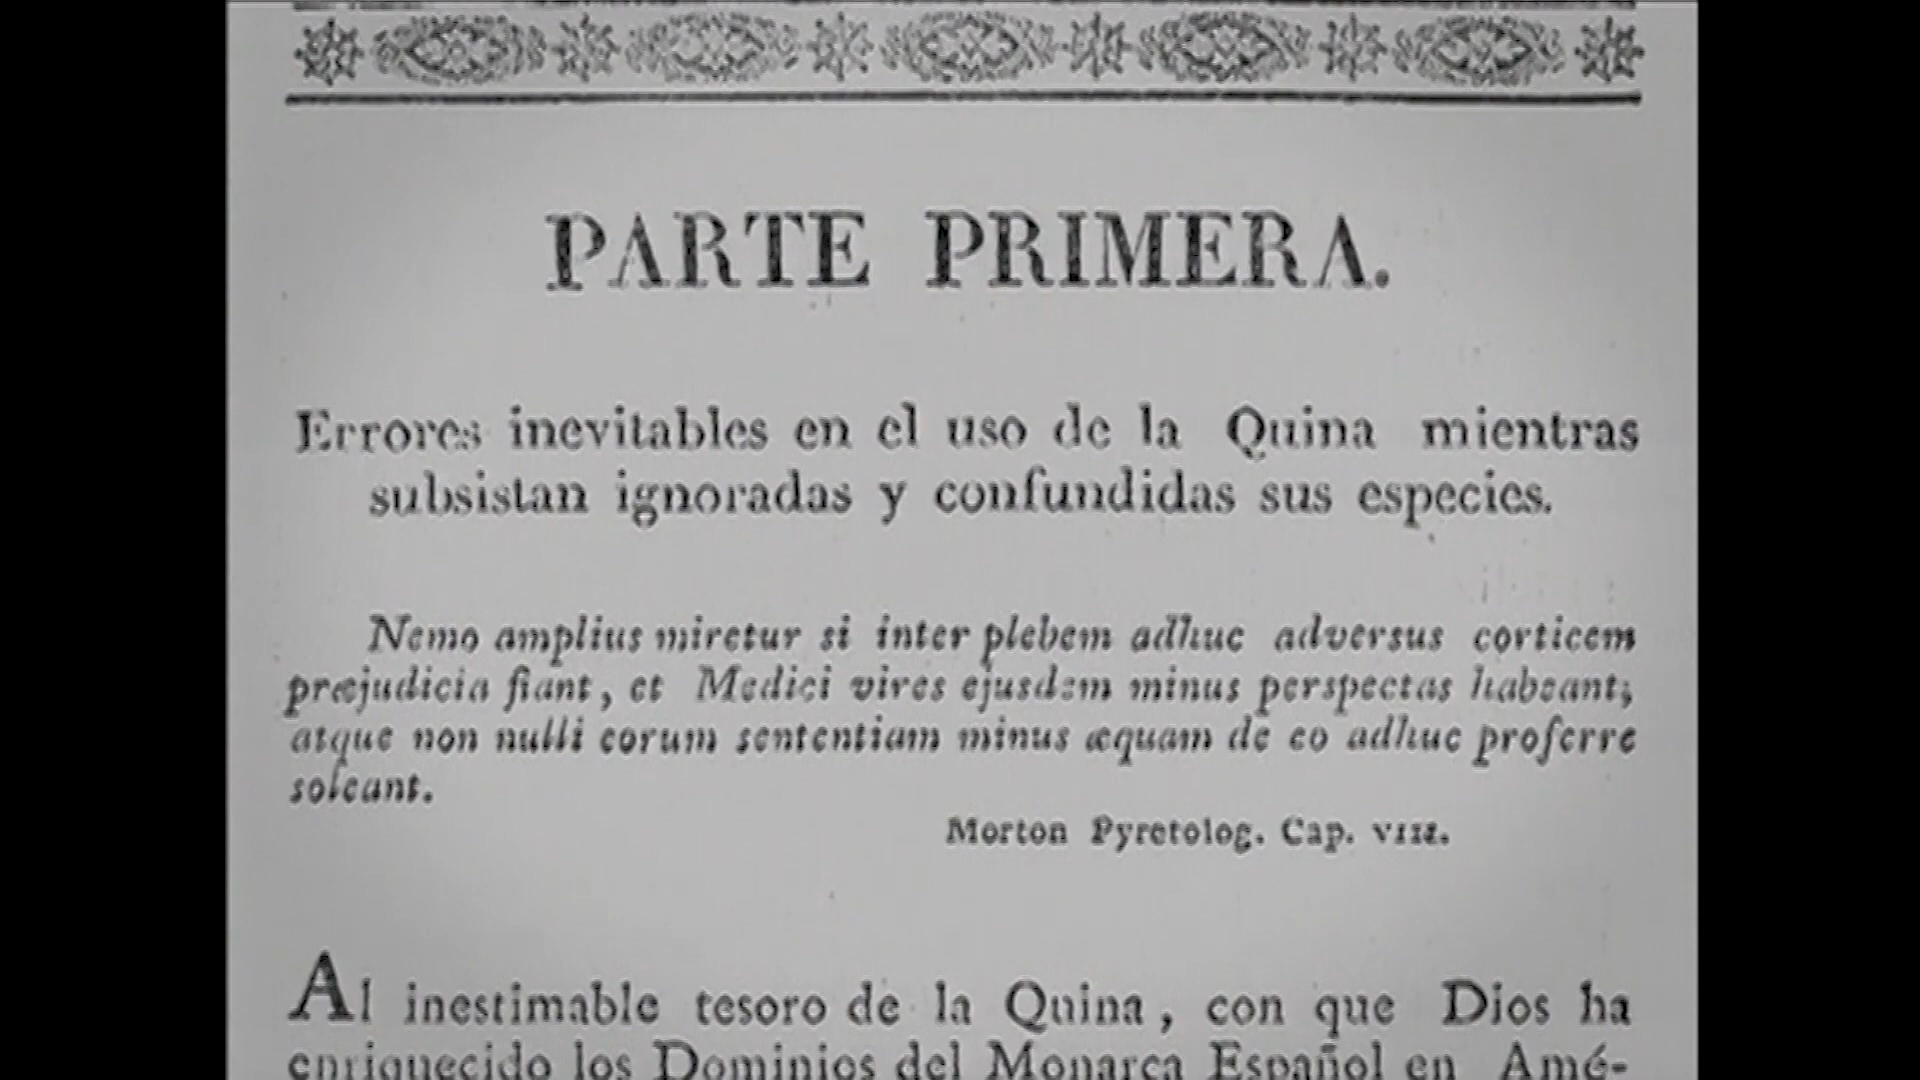 PARTE PRIMERA.
Errores inevitables en el uso de la Quina mientras
subsistan ignoradas y confundidas sus especies.
Nemo amplius miretur si inter plebem adhuc adversus corticem
præjudicia fiant, et Medici vires ejusdem minus perspectas habeant;
atque non nulli eorum sententiam minus æquam de eo adhuc proferre
soleant.
Morton Pyretolog. Cap. VIII.
Al inestimable tesoro de la Quina, con que Dios ha
enriquecido los Dominios del Monarca Español en Amé-